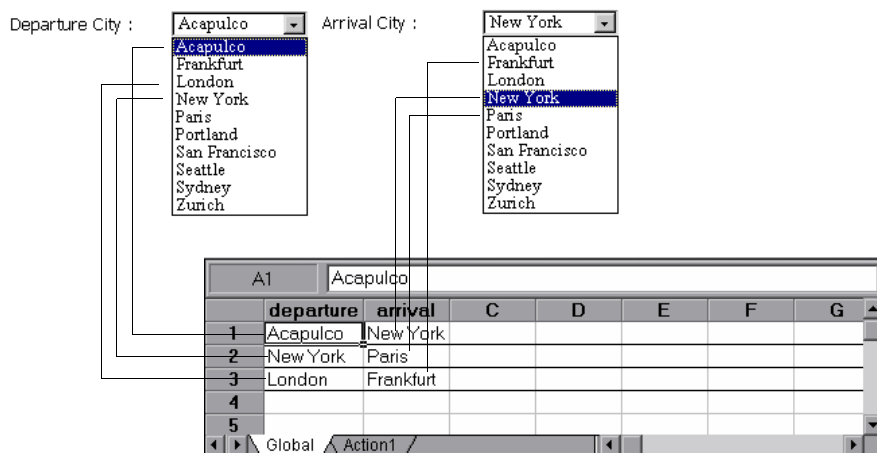 Departure City : Acapulco Arrival City : New York
Acapulco
Frankfurt
London
New York
Paris
Portland
San Francisco
Seattle
Sydney
Zurich
Acapulco
Frankfurt
London
New York
Paris
Portland
San Francisco
Seattle
Sydney
Zurich
A1 Acapulco
departure arrival C D E F G
1 Acapulco New York
2 New York Paris
3 London Frankfurt
4
5
Global Action1